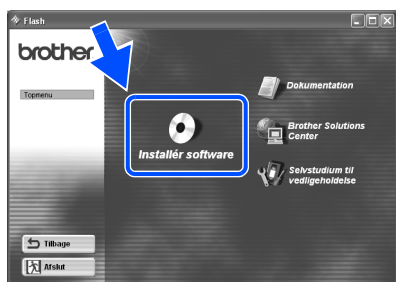 Flash
brother
Topmenu
Installér software
Dokumentation
Brother Solutions
Center
Selvstudium til
vedligeholdelse
Tilbage
Afslut